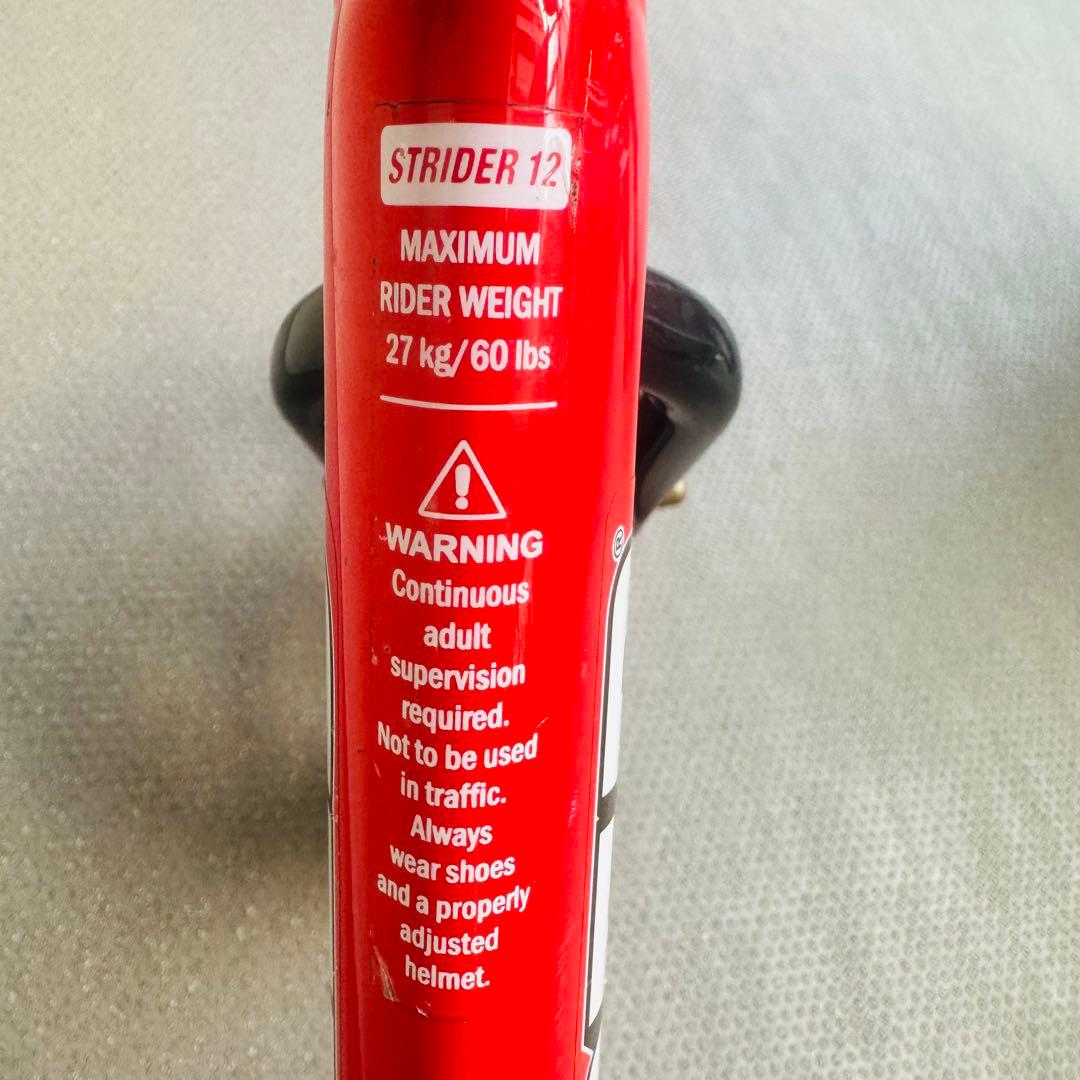 STRIDER 12
MAXIMUM
RIDER WEIGHT
27 kg/60 lbs
WARNING
Continuous
adult
supervision
required.
Not to be used
in traffic.
Always
wear shoes
and a properly
adjusted
helmet.
®